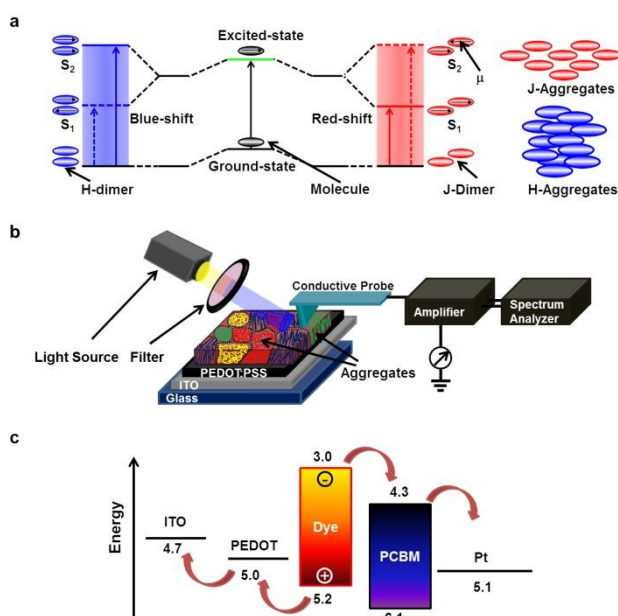 a
Excited-state
S2
S1
Blue-shift
H-dimer
Ground-state
Molecule
Red-shift
S2
μ
S1
J-Dimer
J-Aggregates
H-Aggregates
b
Light Source
Filter
Conductive Probe
Amplifier
Spectrum
Analyzer
Aggregates
PEDOT:PSS
ITO
Glass
c
Energy
ITO
4.7
PEDOT
5.0
3.0
-
Dye
+
5.2
4.3
PCBM
Pt
5.1